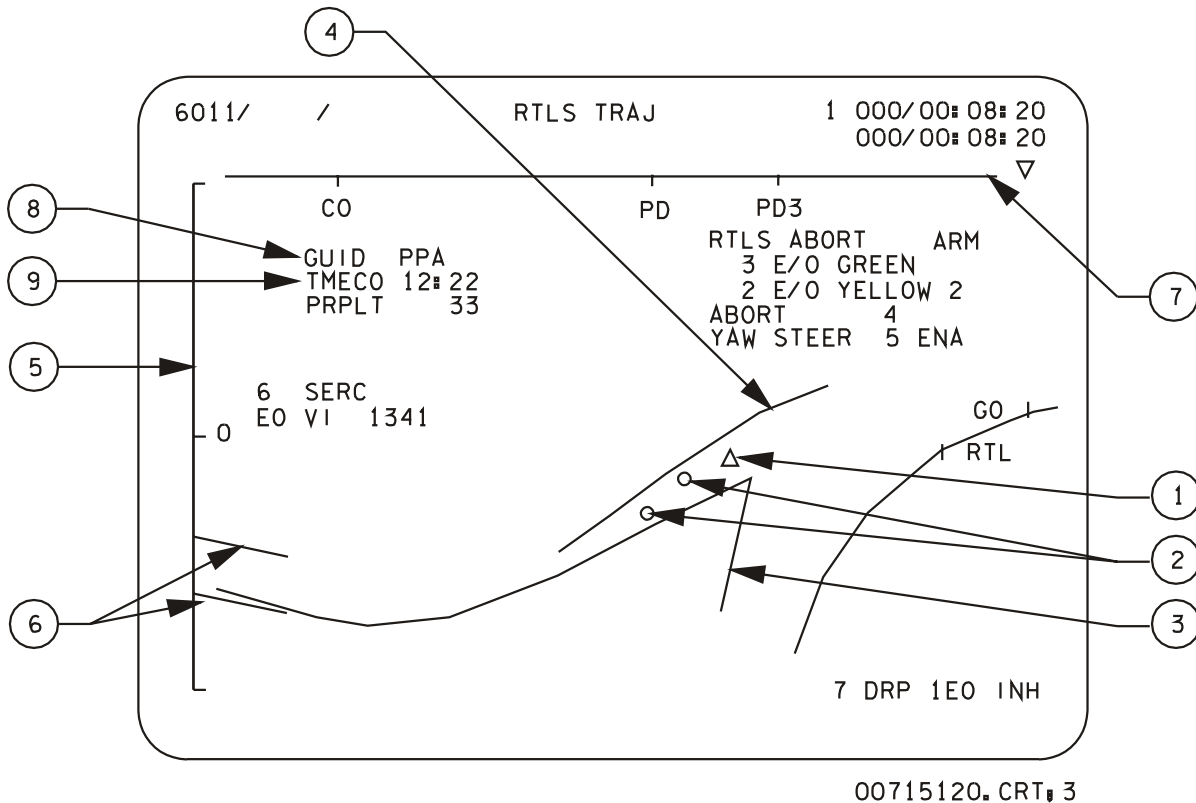 4
6011/ / RTLS TRAJ 1 000/00:08:20
000/00:08:20
CO PD PD3
8
GUID PPA
9
TMECO 12:22
PRPLT 33
RTLS ABORT ARM
3 E/O GREEN
2 E/O YELLOW 2
ABORT 4
YAW STEER 5 ENA
7
5
6 SERC
EO VI 1341
0
GO
RTL
1
2
3
6
7 DRP 1EO INH
00715120. CRT: 3